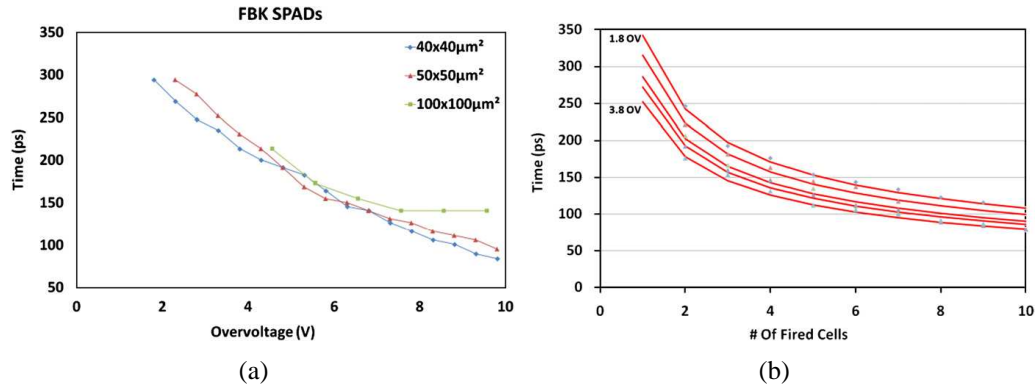 FBK SPADs
350
300
250
200
150
100
50
0 2 4 6 8 10
Time (ps)
Overvoltage (V)
40x40µm²
50x50µm²
100x100µm²
(a)
350
300
250
200
150
100
50
0
0 2 4 6 8 10
Time (ps)
# Of Fired Cells
1.8 OV
3.8 OV
(b)